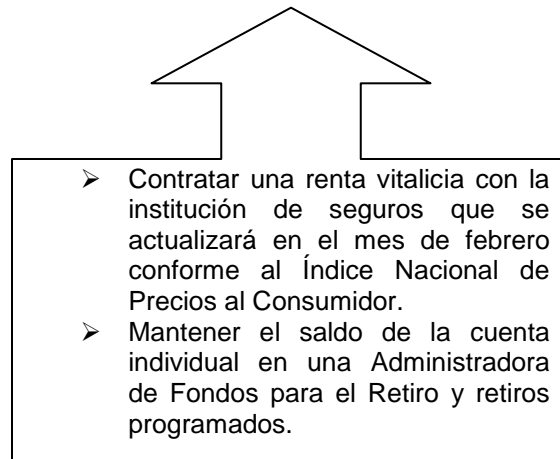 ➢ Contratar una renta vitalicia con la
institución de seguros que se
actualizará en el mes de febrero
conforme al Índice Nacional de
Precios al Consumidor.
➢ Mantener el saldo de la cuenta
individual en una Administradora
de Fondos para el Retiro y retiros
programados.